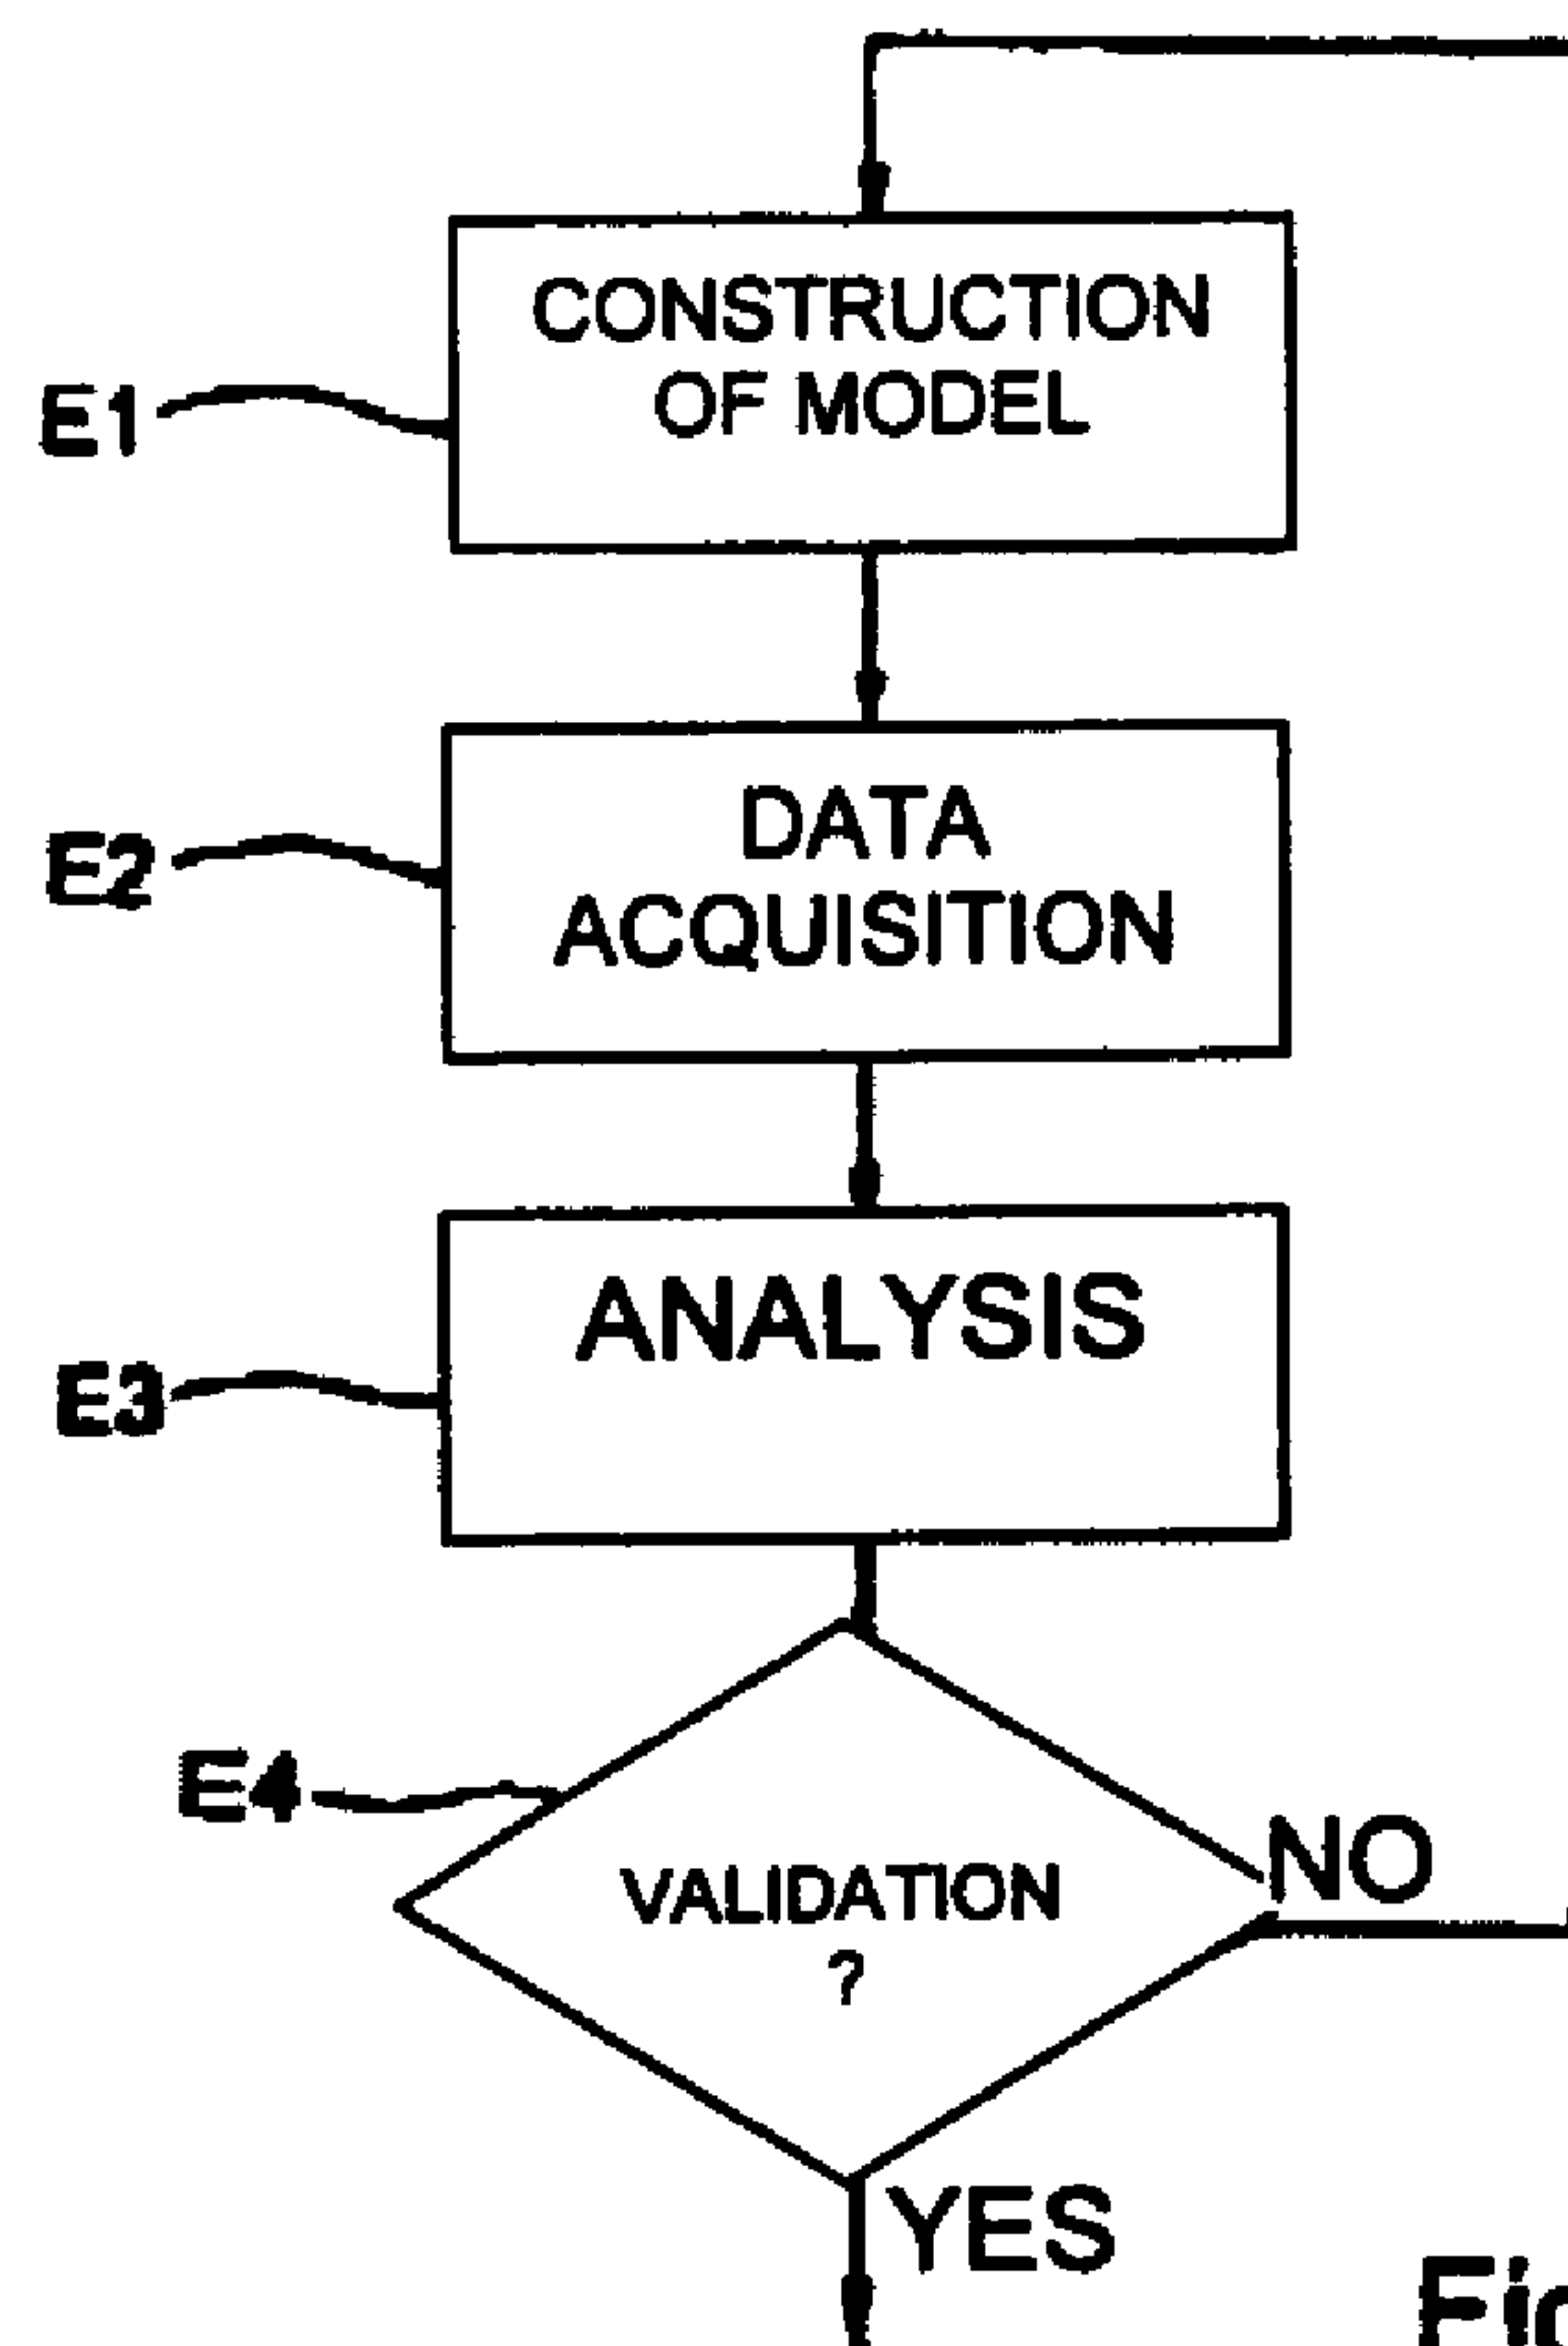 CONSTRUCTION
OF MODEL
E1
DATA
ACQUISITION
E2
ANALYSIS
E3
E4
VALIDATION
?
NO
YES